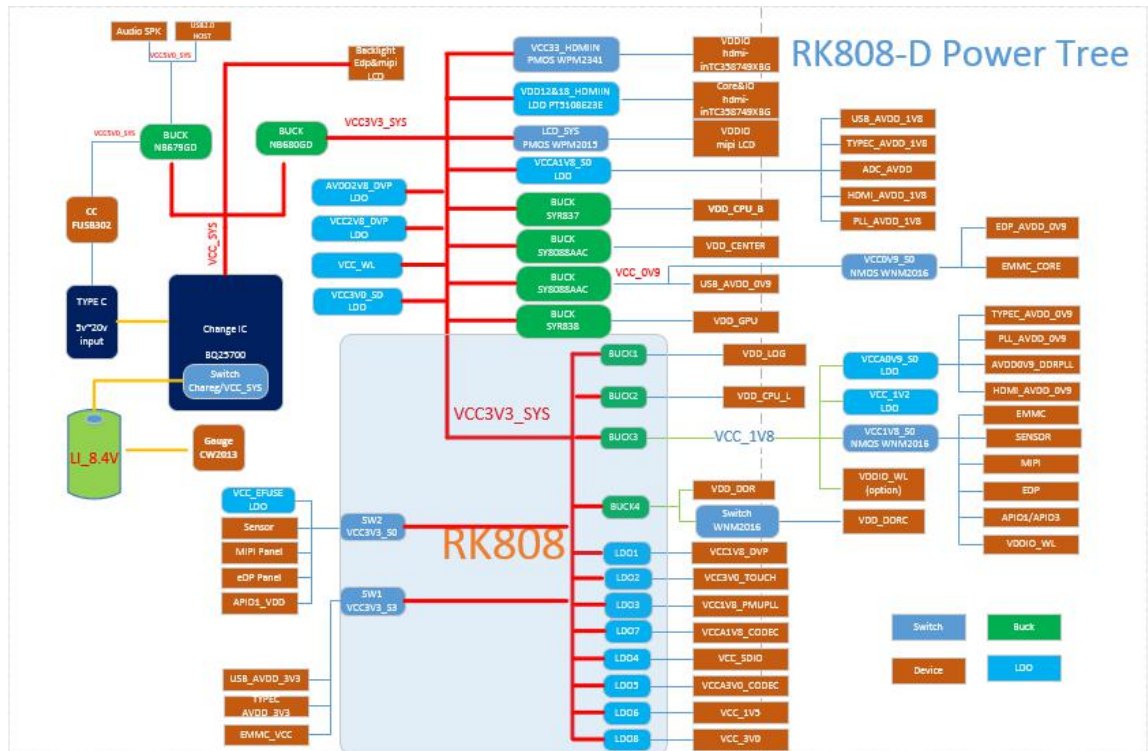 RK808-D Power Tree
Audio SPK
USB2.0
HOST
VCC5V0_SYS
VCC5V0_SYS
BUCK
NB679GD
BUCK
NB680GD
Backlight
Edp&mipi
LCD
VCC3V3_SYS
CC
FUSB302
VCC_SYS
TYPE C
5v~20v
input
Change IC
BQ25700
Switch
Chareg/VCC_SYS
LI_8.4V
Gauge
CW2013
AVDD2V8_DVP
LDO
VCC2V8_DVP
LDO
VCC_WL
VCC3V0_SD
LDO
VCC33_HDMIIN
PMOS WPM2341
VDDIO
hdmi-
inTC358749XBG
VDD12&18_HDMIIN
LDO PT5108E23E
Core&IO
hdmi-
inTC358749XBG
LCD_SYS
PMOS WPM2015
VDDIO
mipi LCD
VCCA1V8_S0
LDO
USB_AVDD_1V8
TYPEC_AVDD_1V8
ADC_AVDD
HDMI_AVDD_1V8
PLL_AVDD_1V8
BUCK
SYR837
VDD_CPU_B
BUCK
SY8088AAC
VDD_CENTER
BUCK
SY8088AAC
VCC_0V9
USB_AVDD_0V9
VCC0V9_S0
NMOS WNM2016
EDP_AVDD_0V9
EMMC_CORE
BUCK
SYR838
VDD_GPU
VCC3V3_SYS
RK808
BUCK1
VDD_LOG
BUCK2
VDD_CPU_L
BUCK3
VCC_1V8
VCCA0V9_S0
LDO
TYPEC_AVDD_0V9
PLL_AVDD_0V9
AVDD0V9_DDRPLL
HDMI_AVDD_0V9
VCC_1V2
LDO
VCC1V8_S0
NMOS WNM2016
EMMC
SENSOR
MIPI
EDP
APIO1/APIO3
VDDIO_WL
VDDIO_WL
(option)
BUCK4
VDD_DDR
Switch
WNM2016
VDD_DDRC
LDO1
VCC1V8_DVP
LDO2
VCC3V0_TOUCH
LDO3
VCC1V8_PMUPLL
LDO7
VCCA1V8_CODEC
LDO4
VCC_SDIO
LDO5
VCCA3V0_CODEC
LDO6
VCC_1V5
LDO8
VCC_3V0
SW2
VCC3V3_S0
VCC_EFUSE
LDO
Sensor
MIPI Panel
eDP Panel
APIO1_VDD
SW1
VCC3V3_S3
USB_AVDD_3V3
TYPEC
AVDD_3V3
EMMC_VCC
Switch
Buck
Device
LDO